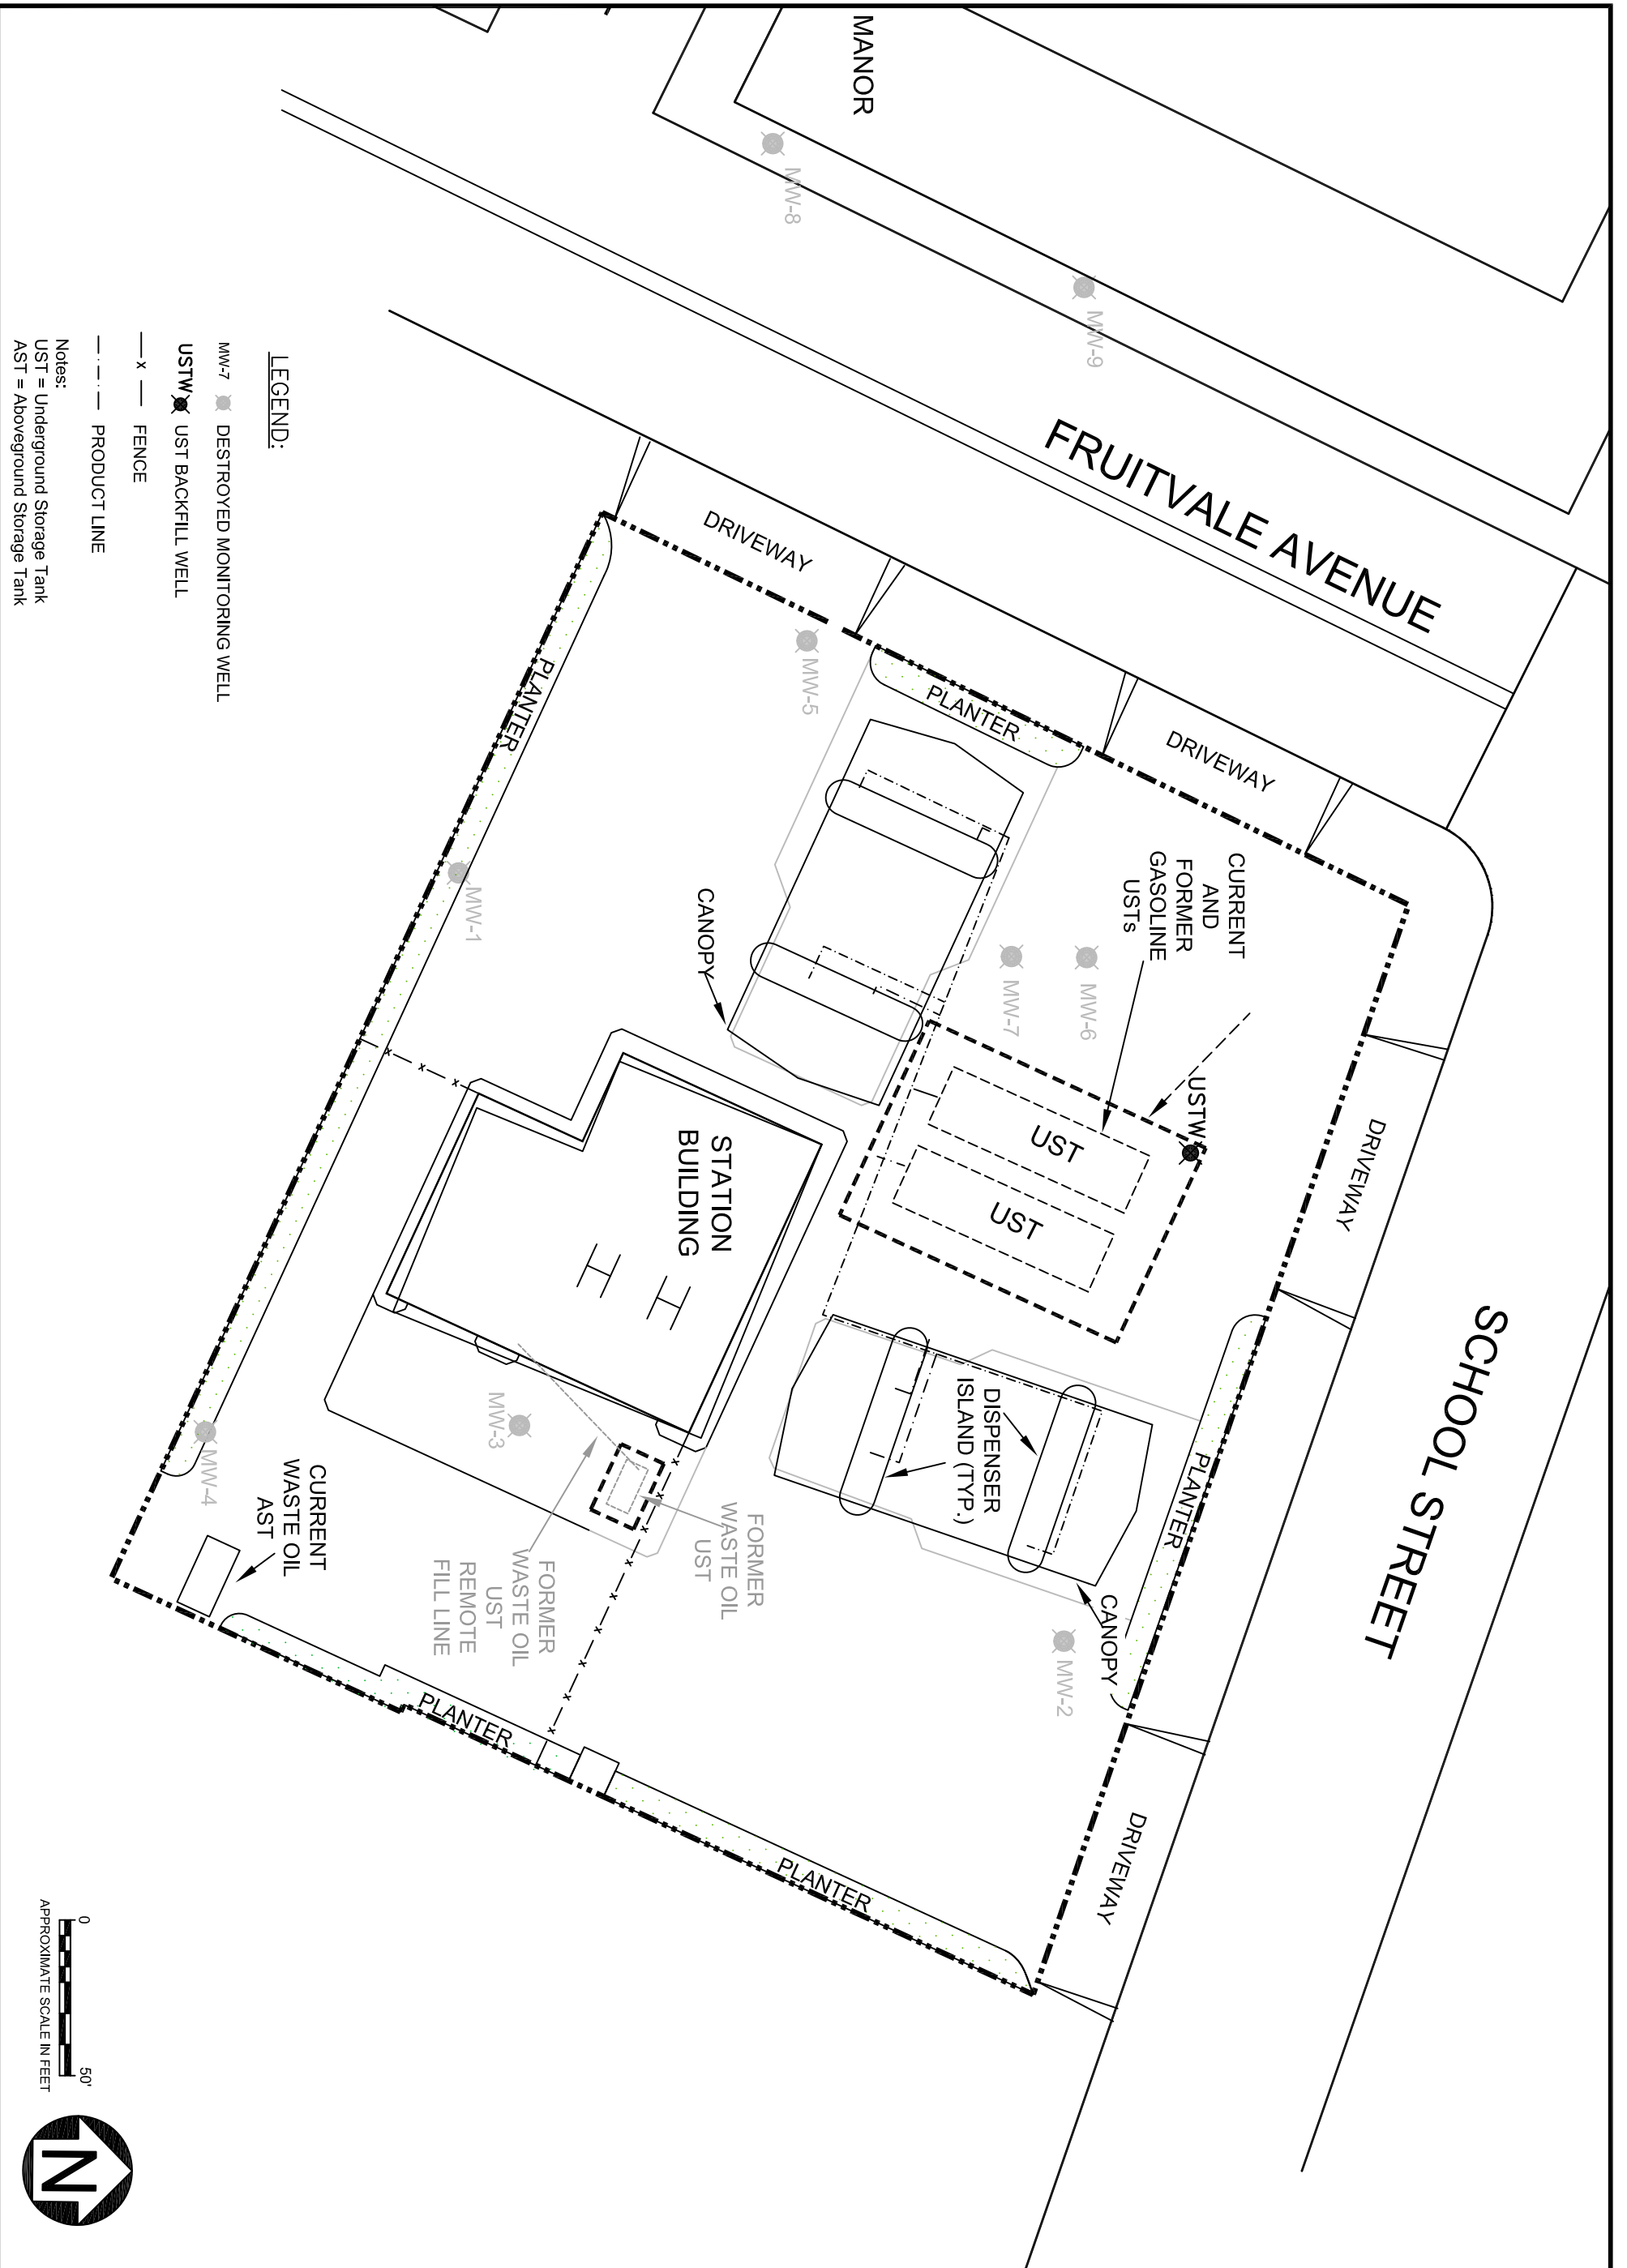 MANOR
MW-8
MW-9
FRUITVALE AVENUE
SCHOOL STREET
DRIVEWAY
DRIVEWAY
DRIVEWAY
DRIVEWAY
PLANTER
PLANTER
PLANTER
PLANTER
PLANTER
MW-5
MW-1
MW-7
MW-6
MW-3
MW-4
MW-2
CURRENT
AND
FORMER
GASOLINE
USTs
USTW
UST
UST
CANOPY
STATION
BUILDING
DISPENSER
ISLAND (TYP.)
CANOPY
FORMER
WASTE OIL
UST
FORMER
WASTE OIL
UST
REMOTE
FILL LINE
CURRENT
WASTE OIL
AST
x
x
x
x
x
x
x
x
x
x
x
LEGEND:
MW-7 DESTROYED MONITORING WELL
USTW UST BACKFILL WELL
x FENCE
PRODUCT LINE
Notes:
UST = Underground Storage Tank
AST = Aboveground Storage Tank
0 50'
APPROXIMATE SCALE IN FEET
N